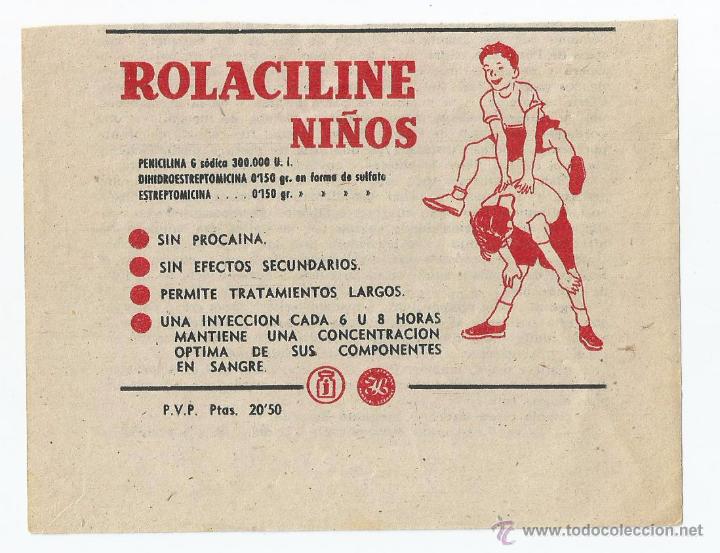 ROLACILINE
NIÑOS
PENICILINA G sódica 300.000 U. I.
DIHIDROESTREPTOMICINA 0'150 gr. en forma de sulfato
ESTREPTOMICINA . . . . 0'150 gr. » » » »
SIN PROCAINA.
SIN EFECTOS SECUNDARIOS.
PERMITE TRATAMIENTOS LARGOS.
UNA INYECCION CADA 6 U 8 HORAS
MANTIENE UNA CONCENTRACION
OPTIMA DE SUS COMPONENTES
EN SANGRE.
P.V.P. Ptas. 20'50
© www.todocoleccion.net